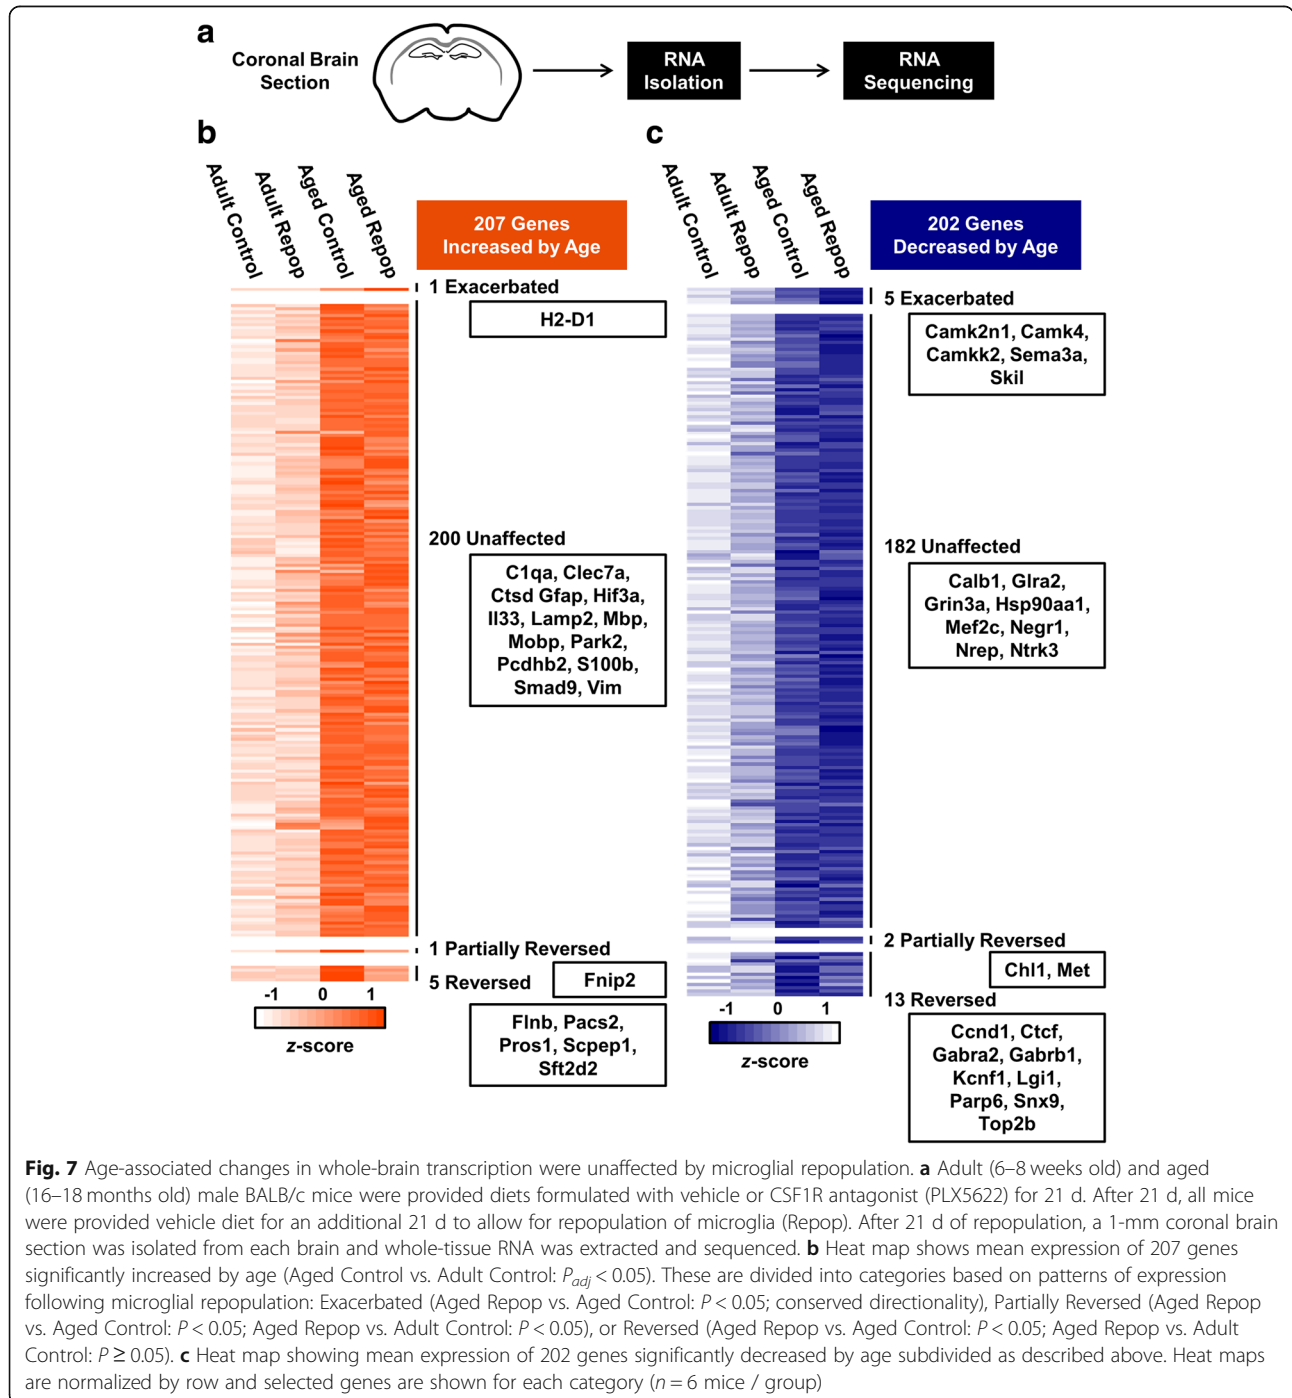 a
Coronal Brain
Section
RNA
Isolation
RNA
Sequencing
b
Adult Control
Adult Repop
Aged Control
Aged Repop
207 Genes
Increased by Age
1 Exacerbated
H2-D1
200 Unaffected
C1qa, Clec7a,
Ctsd Gfap, Hif3a,
Il33, Lamp2, Mbp,
Mobp, Park2,
Pcdhb2, S100b,
Smad9, Vim
1 Partially Reversed
Fnip2
5 Reversed
Flnb, Pacs2,
Pros1, Scpep1,
Sft2d2
-1 0 1
z-score
c
Adult Control
Adult Repop
Aged Control
Aged Repop
202 Genes
Decreased by Age
5 Exacerbated
Camk2n1, Camk4,
Camkk2, Sema3a,
Skil
182 Unaffected
Calb1, Glra2,
Grin3a, Hsp90aa1,
Mef2c, Negr1,
Nrep, Ntrk3
2 Partially Reversed
Chl1, Met
13 Reversed
Ccnd1, Ctcf,
Gabra2, Gabrb1,
Kcnf1, Lgi1,
Parp6, Snx9,
Top2b
-1 0 1
z-score
Fig. 7 Age-associated changes in whole-brain transcription were unaffected by microglial repopulation. a Adult (6–8 weeks old) and aged
(16–18 months old) male BALB/c mice were provided diets formulated with vehicle or CSF1R antagonist (PLX5622) for 21 d. After 21 d, all mice
were provided vehicle diet for an additional 21 d to allow for repopulation of microglia (Repop). After 21 d of repopulation, a 1-mm coronal brain
section was isolated from each brain and whole-tissue RNA was extracted and sequenced. b Heat map shows mean expression of 207 genes
significantly increased by age (Aged Control vs. Adult Control: Padj < 0.05). These are divided into categories based on patterns of expression
following microglial repopulation: Exacerbated (Aged Repop vs. Aged Control: P < 0.05; conserved directionality), Partially Reversed (Aged Repop
vs. Aged Control: P < 0.05; Aged Repop vs. Adult Control: P < 0.05), or Reversed (Aged Repop vs. Aged Control: P < 0.05; Aged Repop vs. Adult
Control: P ≥ 0.05). c Heat map showing mean expression of 202 genes significantly decreased by age subdivided as described above. Heat maps
are normalized by row and selected genes are shown for each category (n = 6 mice / group)